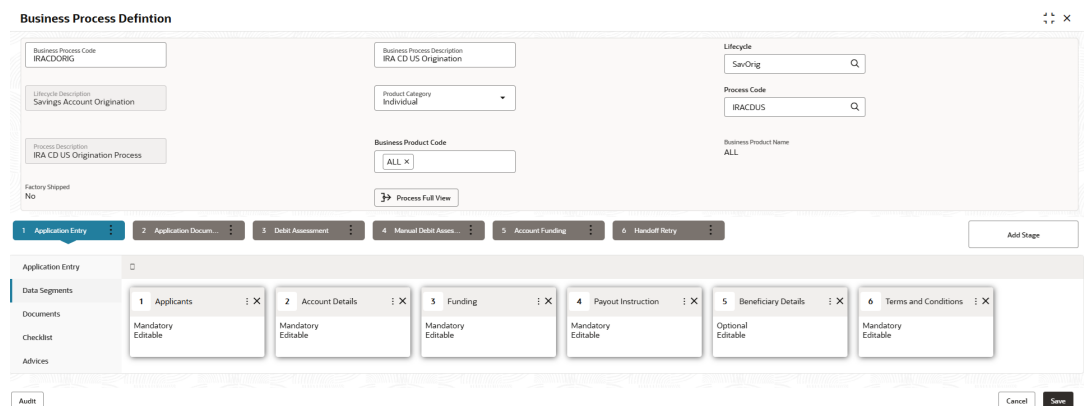 Business Process Defintion
Business Process Code
IRACDORIG
Business Process Description
IRA CD US Origination
Lifecycle
SavOrig
Lifecycle Description
Savings Account Origination
Product Category
Individual
Process Code
IRACDUS
Process Description
IRA CD US Origination Process
Business Product Code
ALL ×
Business Product Name
ALL
Factory Shipped
No
Process Full View
1 Application Entry
2 Application Docum...
3 Debit Assessment
4 Manual Debit Asses...
5 Account Funding
6 Handoff Retry
Add Stage
Application Entry
Data Segments
Documents
Checklist
Advices
1 Applicants
Mandatory
Editable
2 Account Details
Mandatory
Editable
3 Funding
Mandatory
Editable
4 Payout Instruction
Mandatory
Editable
5 Beneficiary Details
Optional
Editable
6 Terms and Conditions
Mandatory
Editable
Audit
Cancel
Save